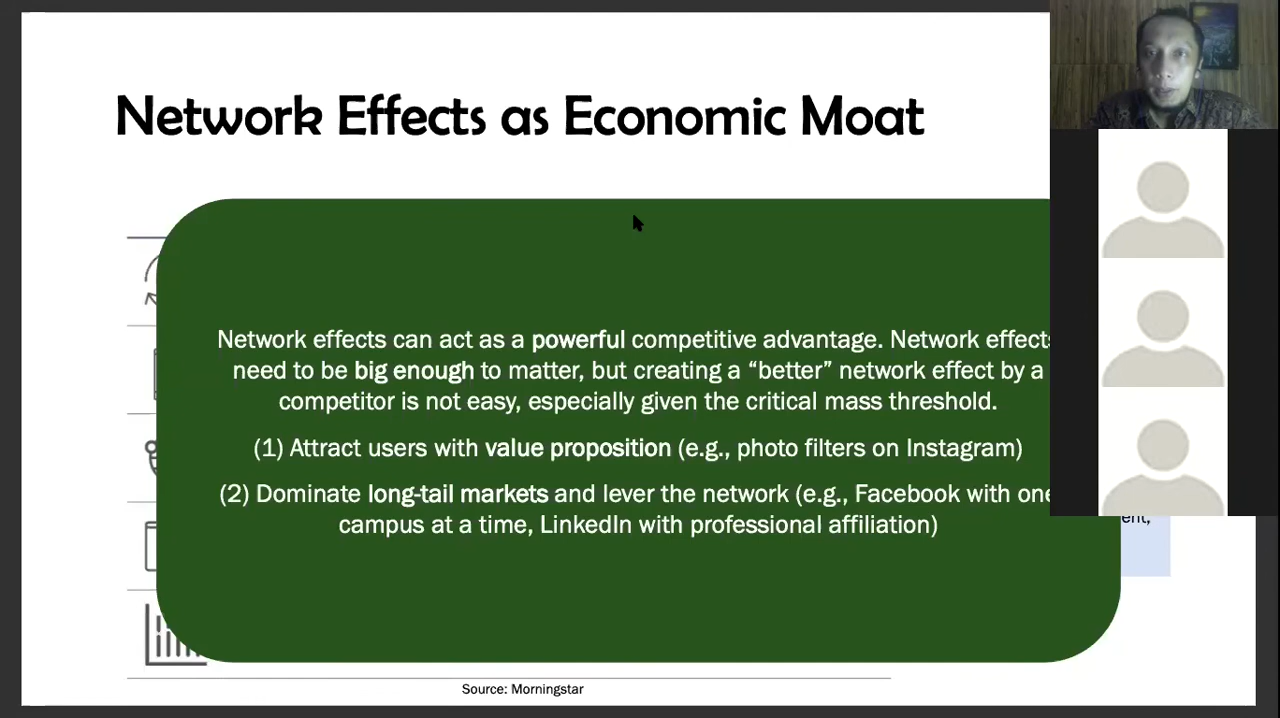 Network Effects as Economic Moat
Network effects can act as a powerful competitive advantage. Network effects
need to be big enough to matter, but creating a “better” network effect by a
competitor is not easy, especially given the critical mass threshold.
(1) Attract users with value proposition (e.g., photo filters on Instagram)
(2) Dominate long-tail markets and lever the network (e.g., Facebook with one
campus at a time, LinkedIn with professional affiliation)
Source: Morningstar